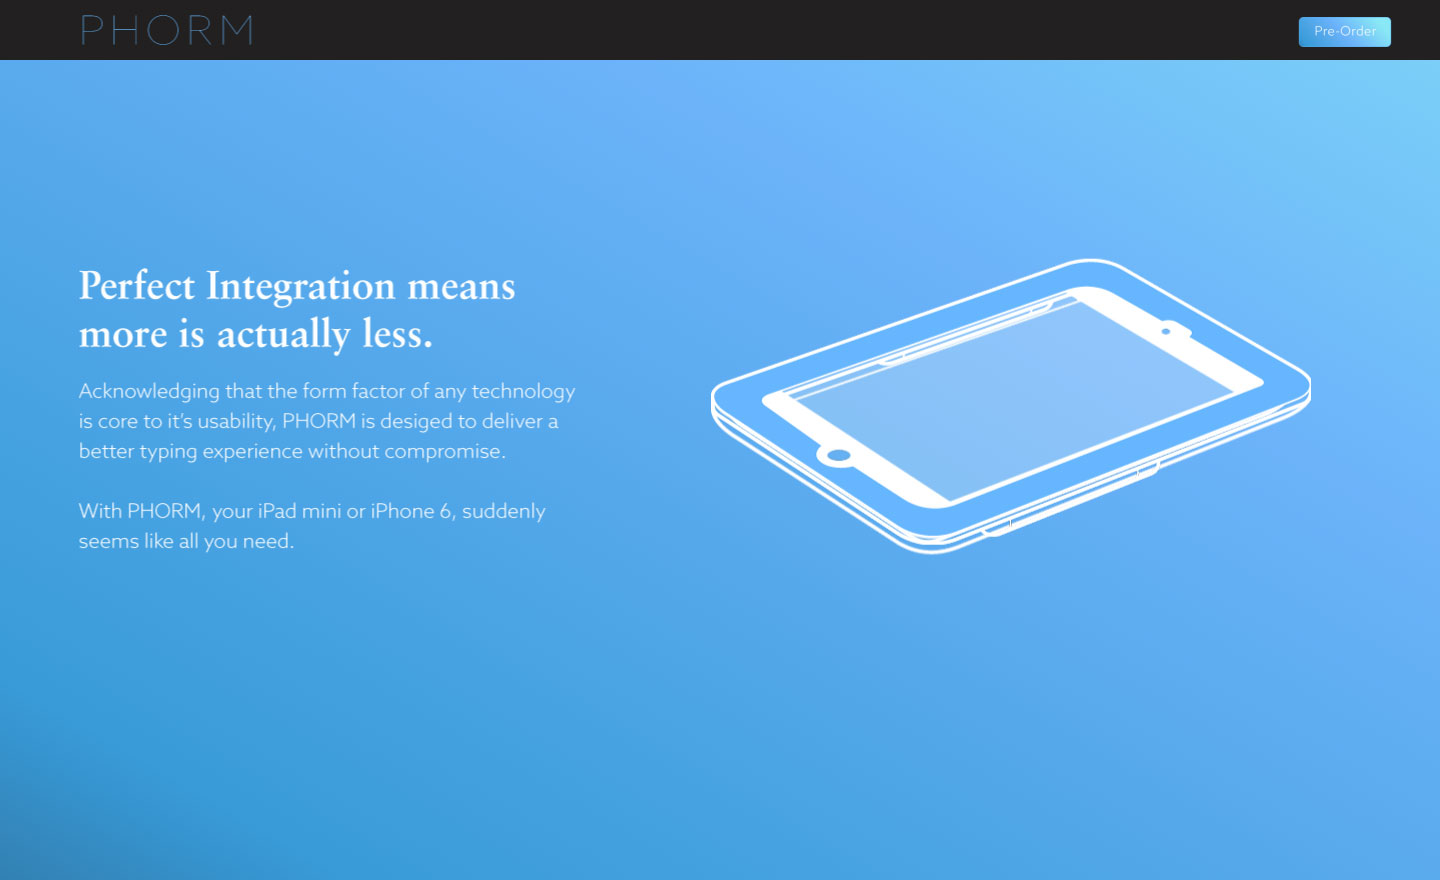 PHORM
Pre-Order
Perfect Integration means
more is actually less.
Acknowledging that the form factor of any technology
is core to it’s usability, PHORM is desiged to deliver a
better typing experience without compromise.
With PHORM, your iPad mini or iPhone 6, suddenly
seems like all you need.